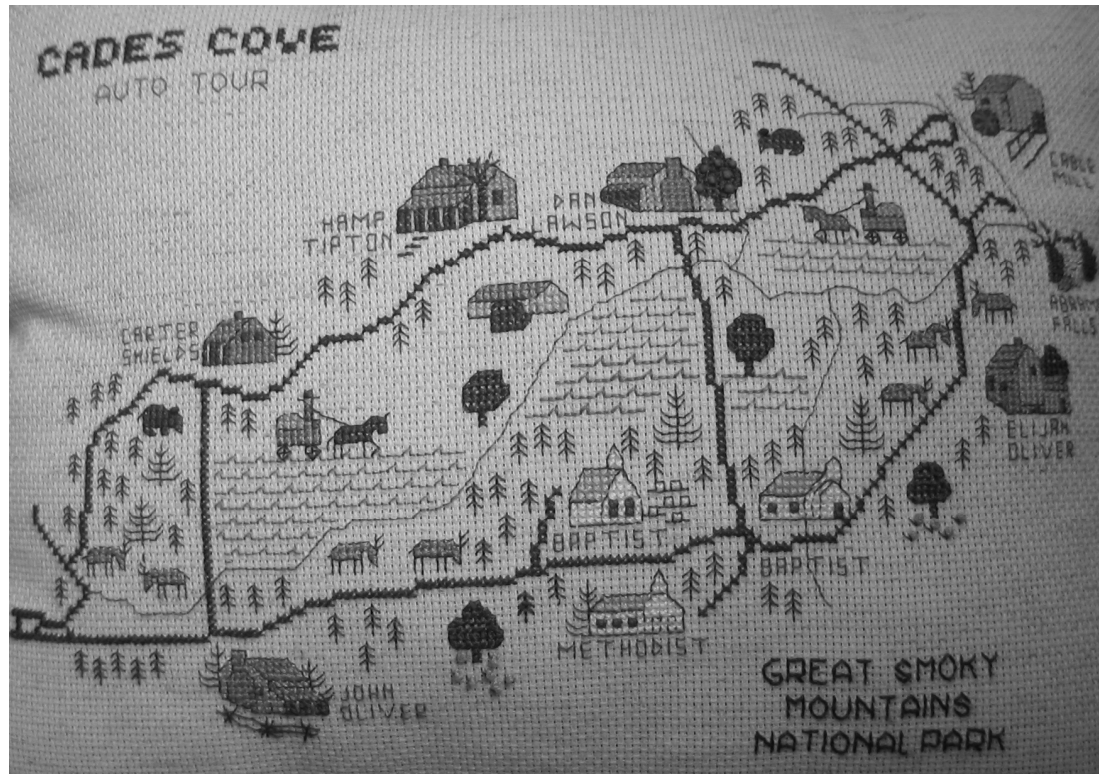 CADES COVE
AUTO TOUR
CABLE
MILL
DAN
LAWSON
HAMP
TIPTON
ABRAMS
FALLS
CARTER
SHIELDS
ELIJAH
OLIVER
BAPTIST
BAPTIST
METHODIST
JOHN
OLIVER
GREAT SMOKY
MOUNTAINS
NATIONAL PARK